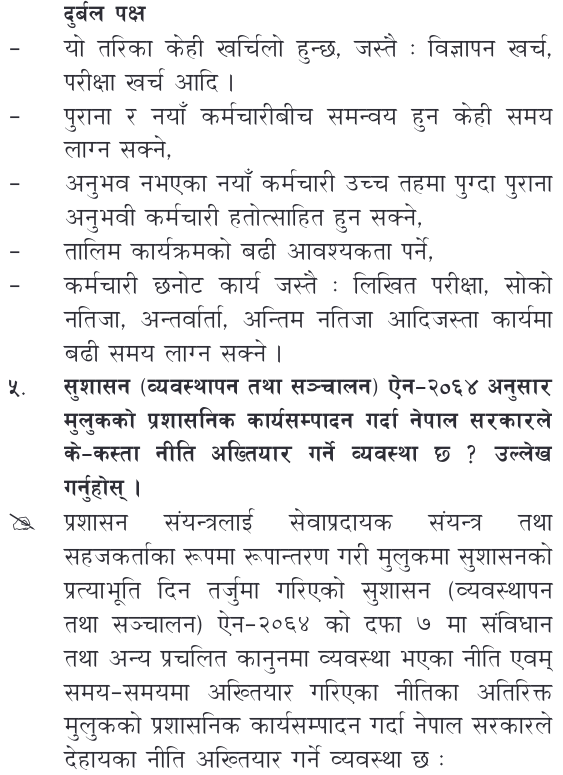 दुर्बल पक्ष
– यो तरिका केही खर्चिलो हुन्छ, जस्तै : विज्ञापन खर्च,
परीक्षा खर्च आदि ।
– पुराना र नयाँ कर्मचारीबीच समन्वय हुन केही समय
लाग्न सक्ने,
– अनुभव नभएका नयाँ कर्मचारी उच्च तहमा पुग्दा पुराना
अनुभवी कर्मचारी हतोत्साहित हुन सक्ने,
– तालिम कार्यक्रमको बढी आवश्यकता पर्ने,
– कर्मचारी छनोट कार्य जस्तै : लिखित परीक्षा, सोको
नतिजा, अन्तर्वार्ता, अन्तिम नतिजा आदिजस्ता कार्यमा
बढी समय लाग्न सक्ने ।
५. सुशासन (व्यवस्थापन तथा सञ्चालन) ऐन–२०६४ अनुसार
मुलुकको प्रशासनिक कार्यसम्पादन गर्दा नेपाल सरकारले
के–कस्ता नीति अख्तियार गर्ने व्यवस्था छ ? उल्लेख
गर्नुहोस् ।
प्रशासन संयन्त्रलाई सेवाप्रदायक संयन्त्र तथा
सहजकर्ताका रूपमा रूपान्तरण गरी मुलुकमा सुशासनको
प्रत्याभूति दिन तर्जुमा गरिएको सुशासन (व्यवस्थापन
तथा सञ्चालन) ऐन–२०६४ को दफा ७ मा संविधान
तथा अन्य प्रचलित कानुनमा व्यवस्था भएका नीति एवम्
समय–समयमा अख्तियार गरिएका नीतिका अतिरिक्त
मुलुकको प्रशासनिक कार्यसम्पादन गर्दा नेपाल सरकारले
देहायका नीति अख्तियार गर्ने व्यवस्था छ :